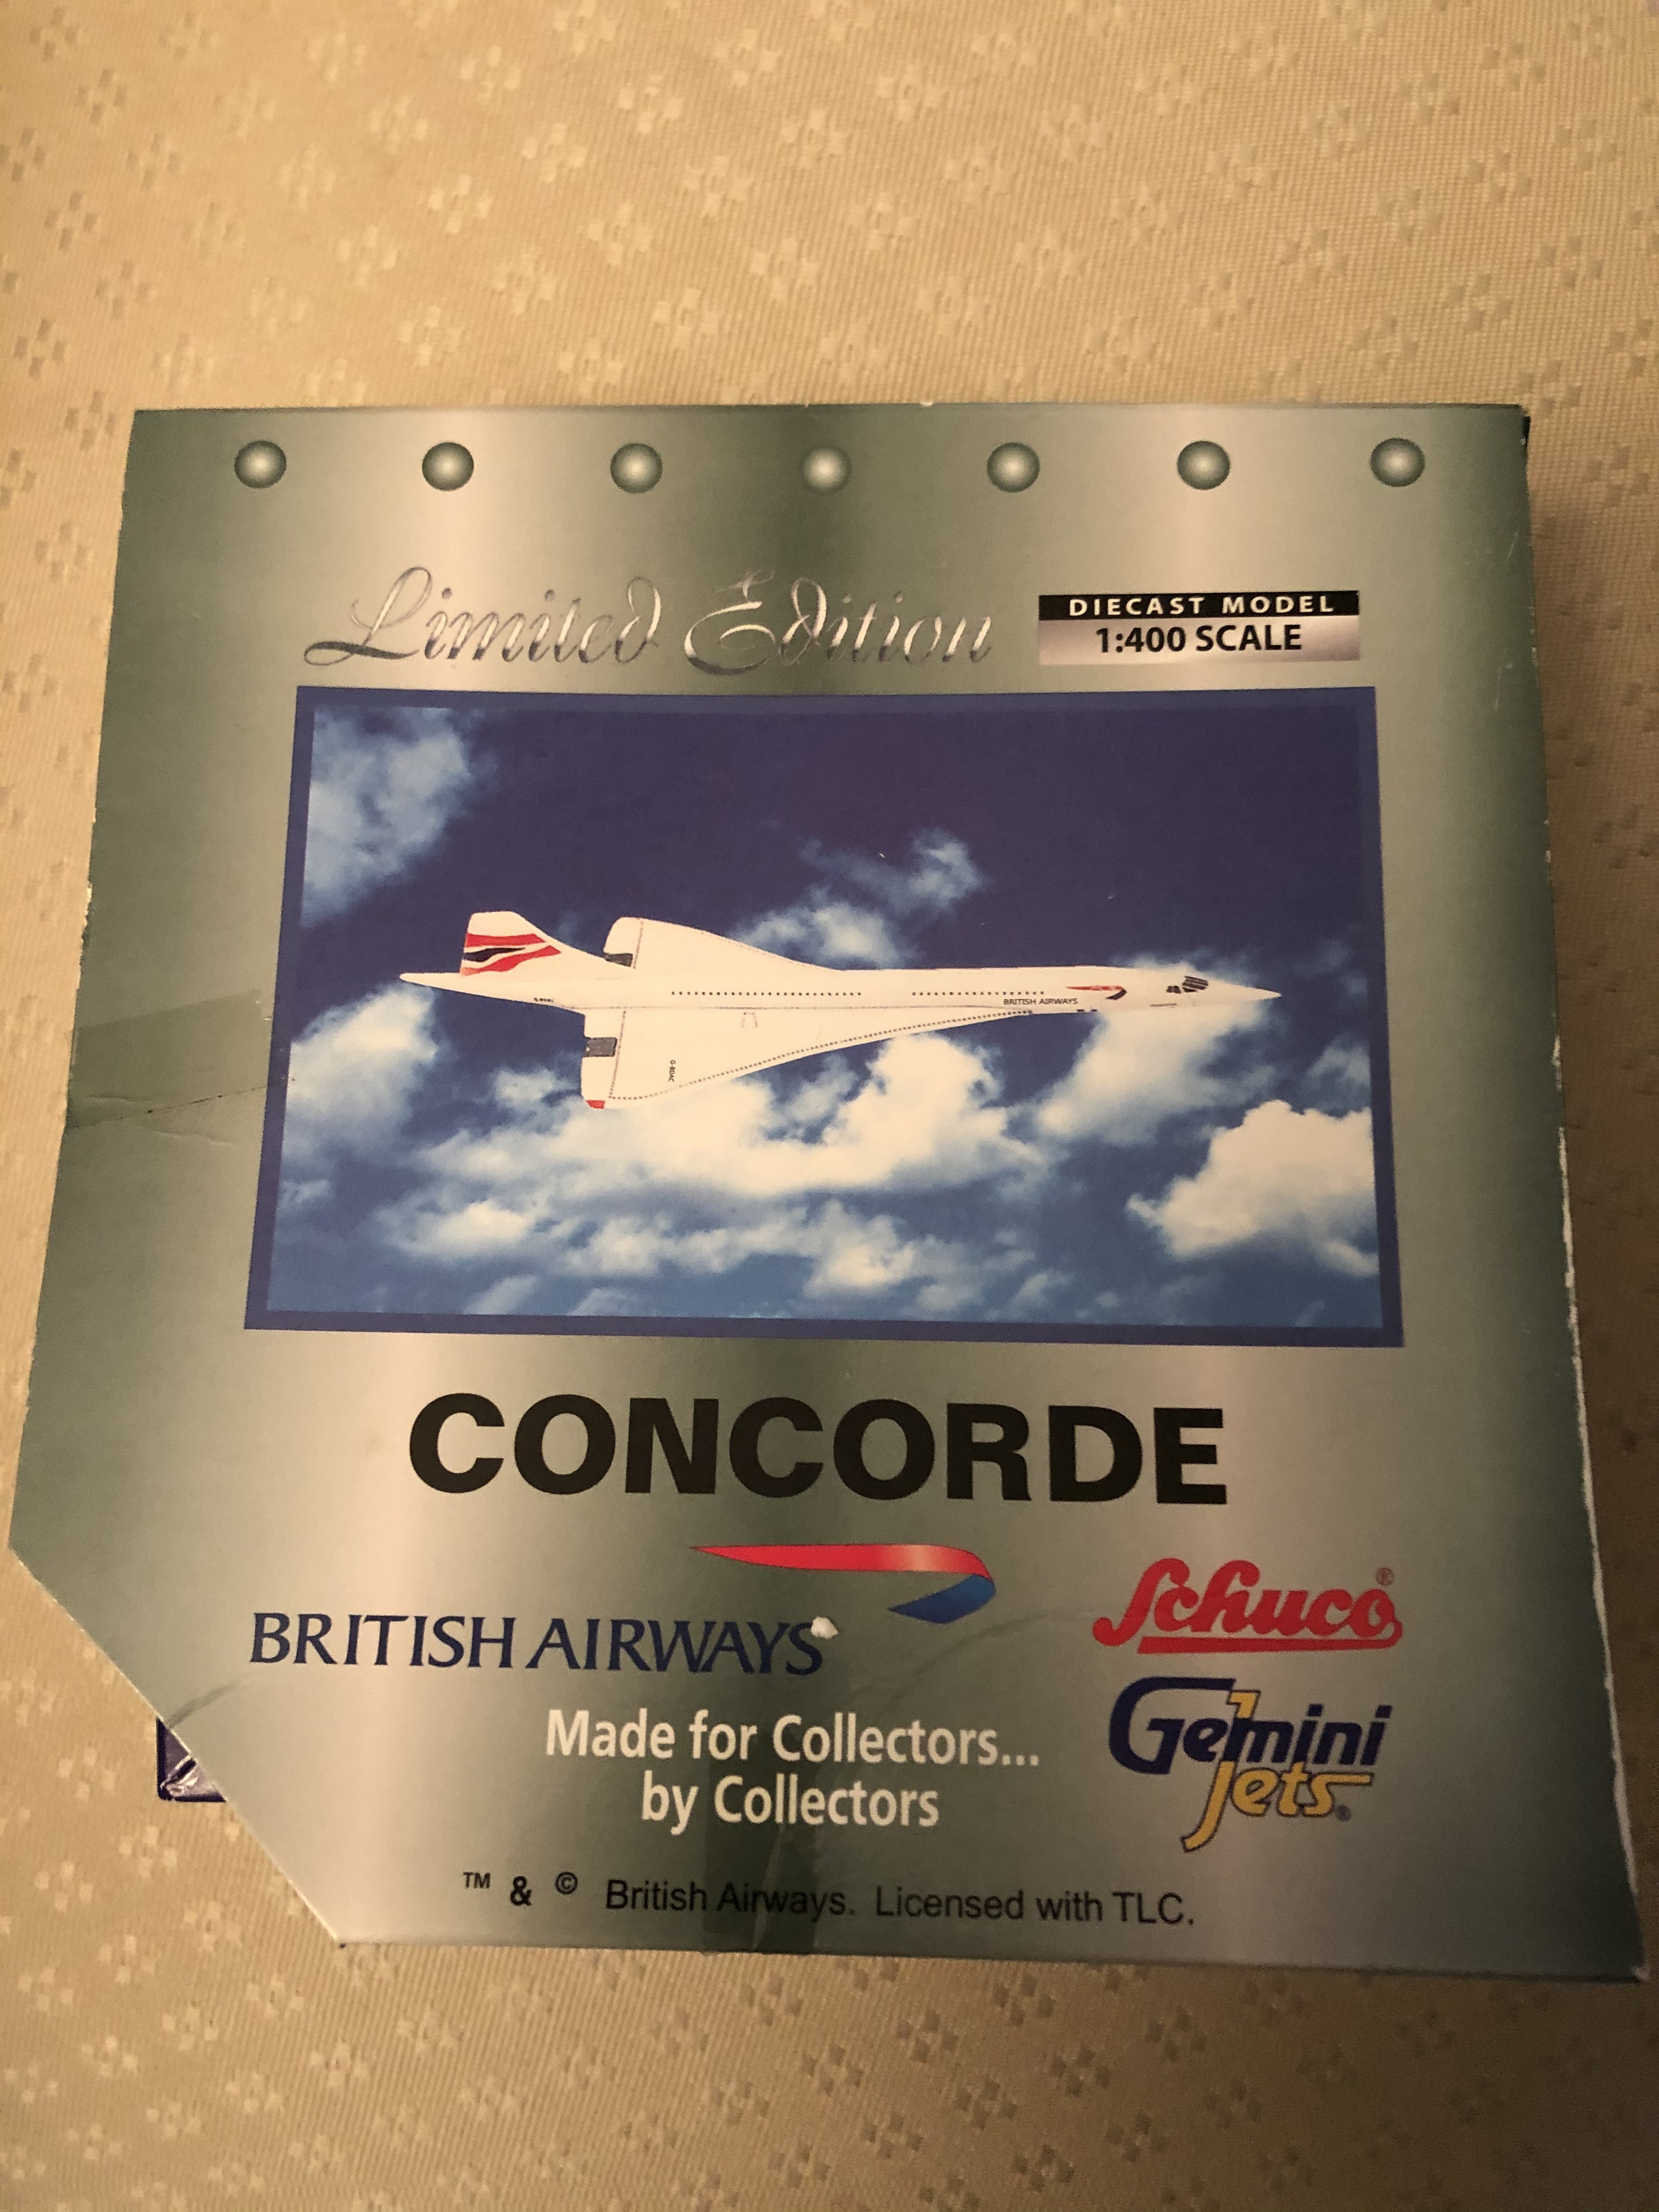 Limited Edition
DIECAST MODEL
1:400 SCALE
BRITISH AIRWAYS
CONCORDE
BRITISH AIRWAYS
Schuco®
Gemini
Jets®
Made for Collectors...
by Collectors
™ & © British Airways. Licensed with TLC.